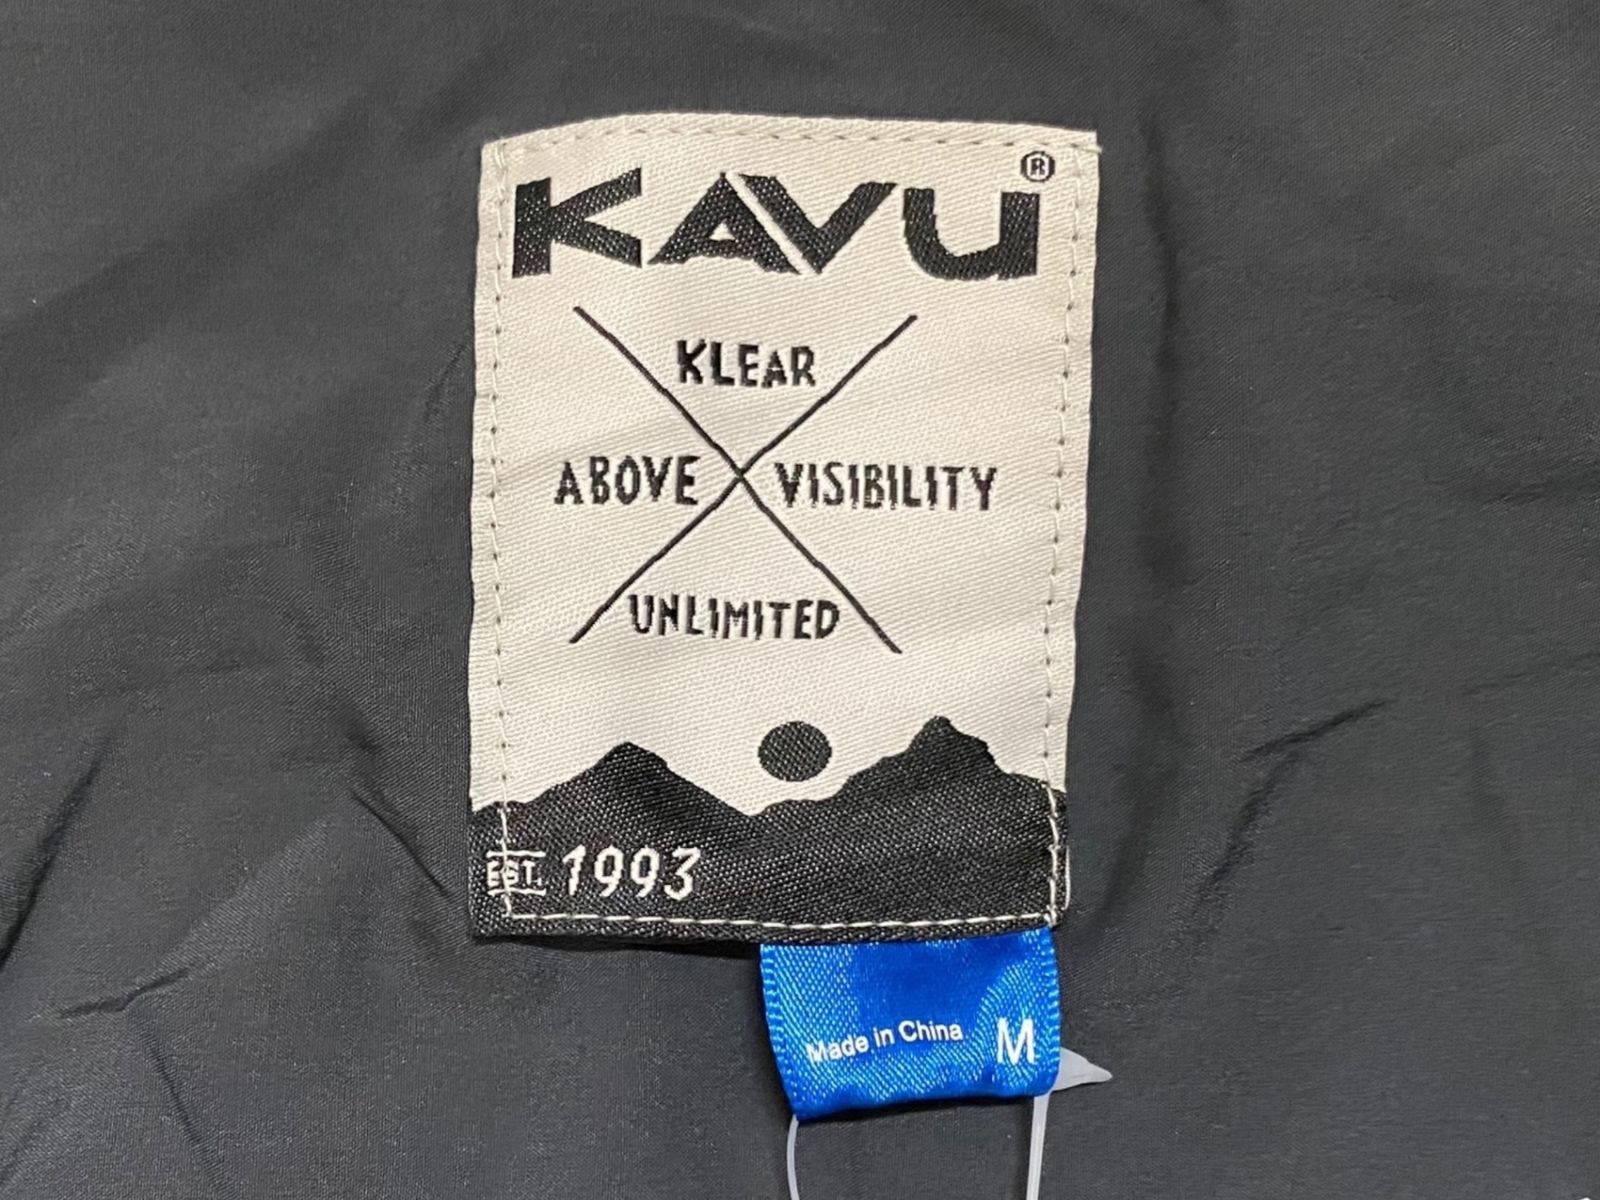 KAVU®
KLEAR
ABOVE VISIBILITY
UNLIMITED
EST. 1993
Made in China M